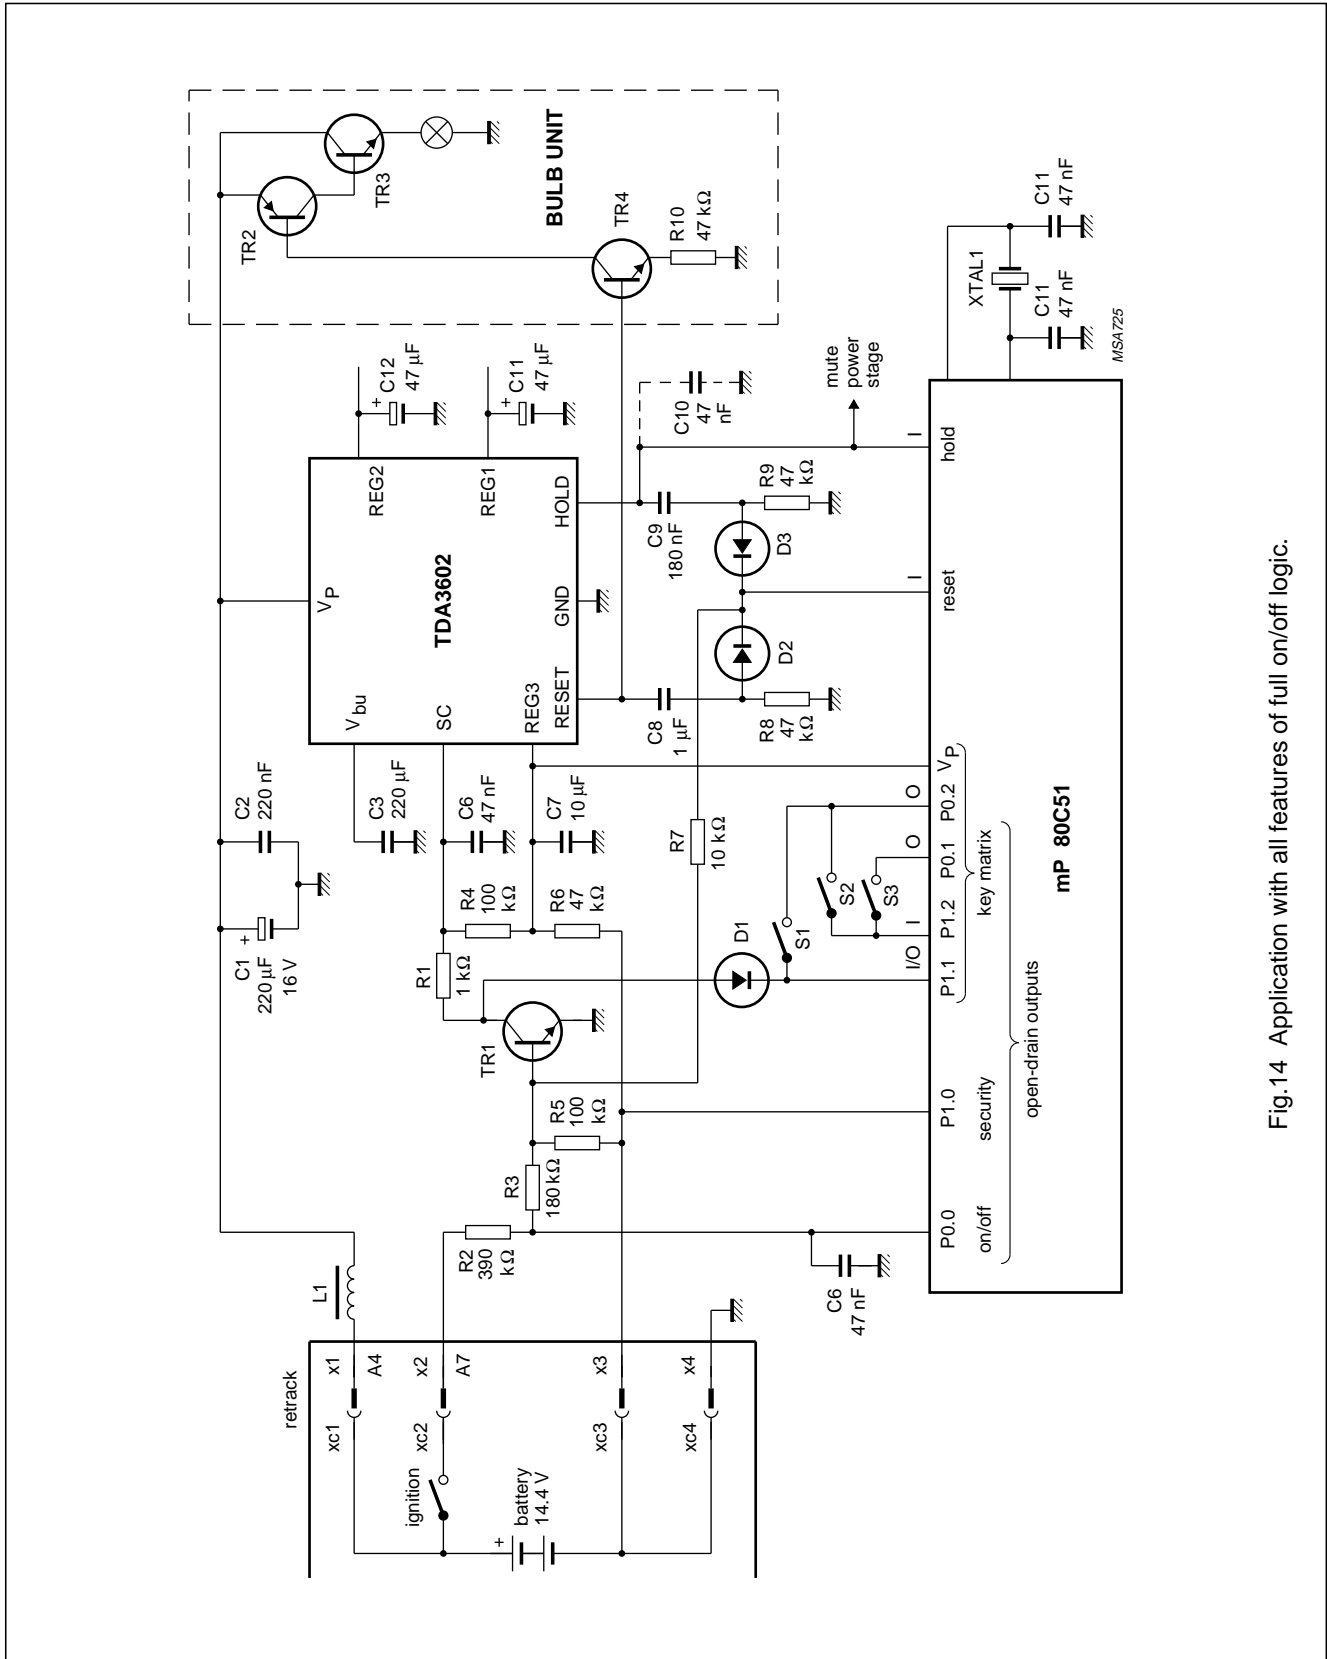 retrack
xc1
x1
A4
ignition
xc2
x2
A7
battery
14.4 V
+
xc3
x3
xc4
x4
L1
C1
220 µF
16 V
+
C2
220 nF
R2
390
kΩ
R3
180 kΩ
R5
100
kΩ
TR1
R1
1 kΩ
R4
100
kΩ
R6
47
kΩ
C3
220 µF
C6
47 nF
C7
10 µF
C6
47 nF
TDA3602
Vbu
VP
SC
REG3
RESET
GND
HOLD
REG2
REG1
+
C12
47 µF
+
C11
47 µF
BULB UNIT
TR2
TR3
TR4
R10
47 kΩ
D1
S1
S2
S3
R7
10 kΩ
C8
1 µF
R8
47
kΩ
D2
D3
C9
180 nF
R9
47
kΩ
C10
47
nF
mute
power
stage
P0.0
on/off
P1.0
security
open-drain outputs
I/O
P1.1
I
P1.2
O
P0.1
O
P0.2
VP
key matrix
I
reset
I
hold
mP 80C51
XTAL1
C11
47 nF
C11
47 nF
MSA725
Fig.14 Application with all features of full on/off logic.